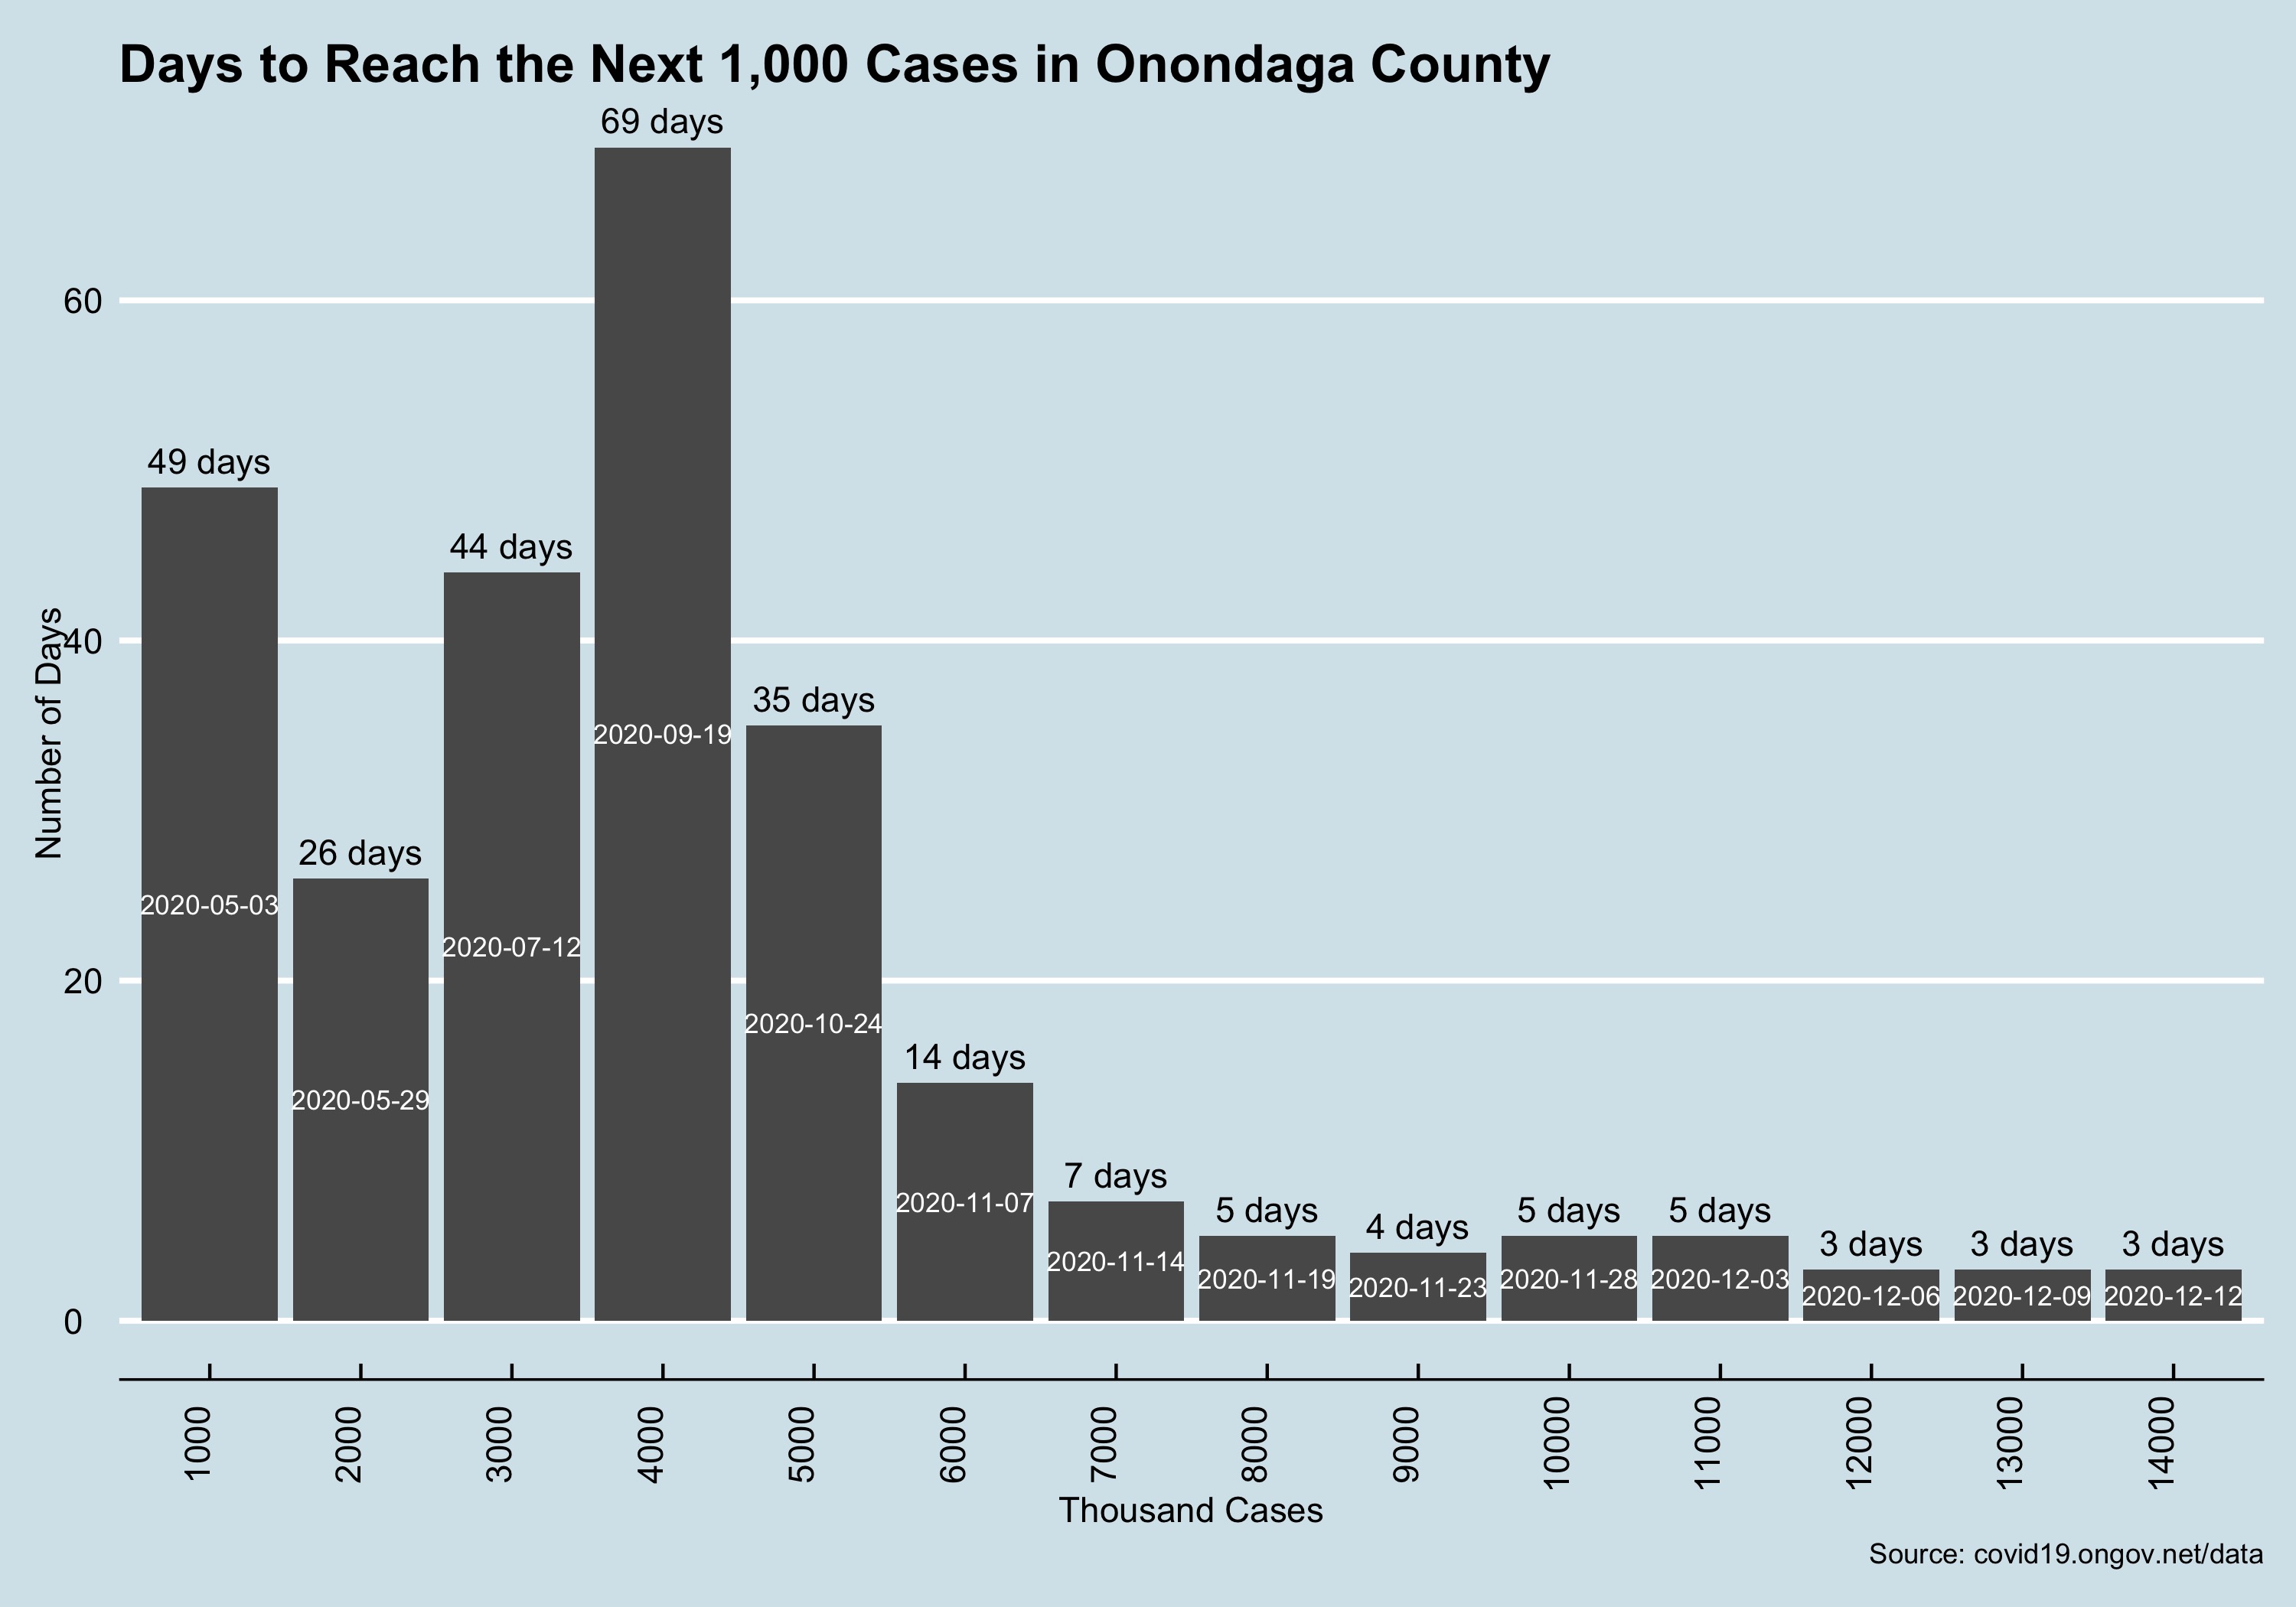 Days to Reach the Next 1,000 Cases in Onondaga County
69 days
60
49 days
44 days
Number of Days
40
35 days
2020-09-19
26 days
2020-05-03
2020-07-12
20
2020-10-24
14 days
2020-05-29
7 days
2020-11-07
5 days
4 days
5 days
5 days
3 days
3 days
3 days
2020-11-14
2020-11-19
2020-11-23
2020-11-28
2020-12-03
2020-12-06
2020-12-09
2020-12-12
0
1000
2000
3000
4000
5000
6000
7000
8000
9000
10000
11000
12000
13000
14000
Thousand Cases
Source: covid19.ongov.net/data